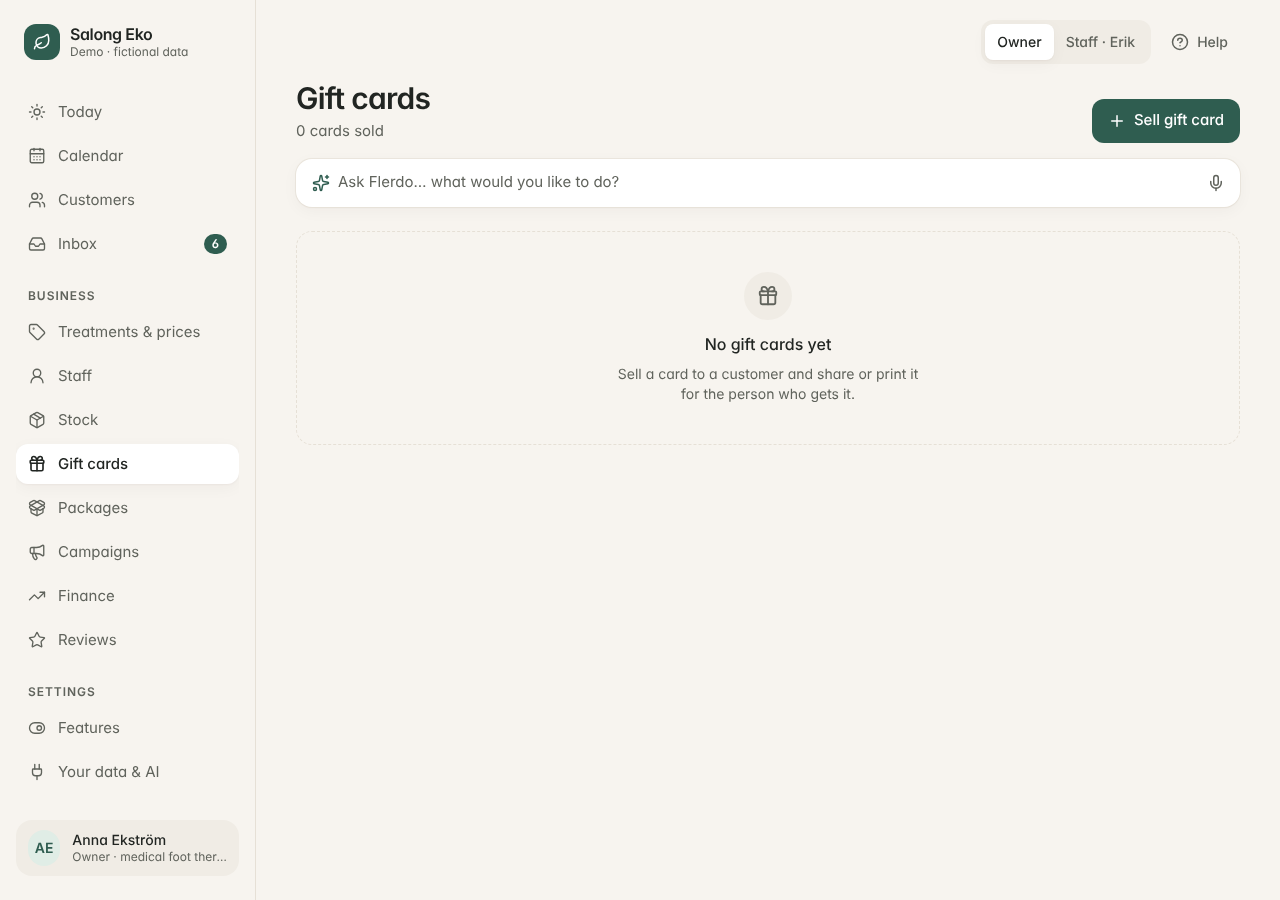 Salong Eko
Demo · fictional data
Today
Calendar
Customers
Inbox
6
BUSINESS
Treatments & prices
Staff
Stock
Gift cards
Packages
Campaigns
Finance
Reviews
SETTINGS
Features
Your data & AI
AE
Anna Ekström
Owner · medical foot ther...
Owner
Staff · Erik
Help
Gift cards
0 cards sold
Sell gift card
Ask Flerdo... what would you like to do?
No gift cards yet
Sell a card to a customer and share or print it
for the person who gets it.